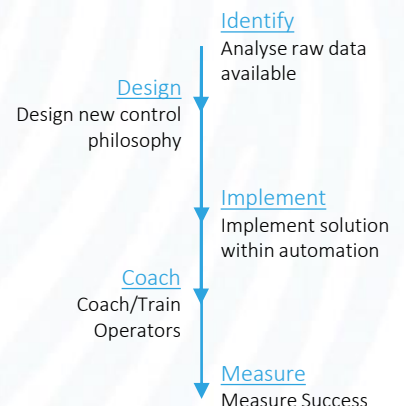 Identify
Analyse raw data
available
Design
Design new control
philosophy
Implement
Implement solution
within automation
Coach
Coach/Train
Operators
Measure
Measure Success